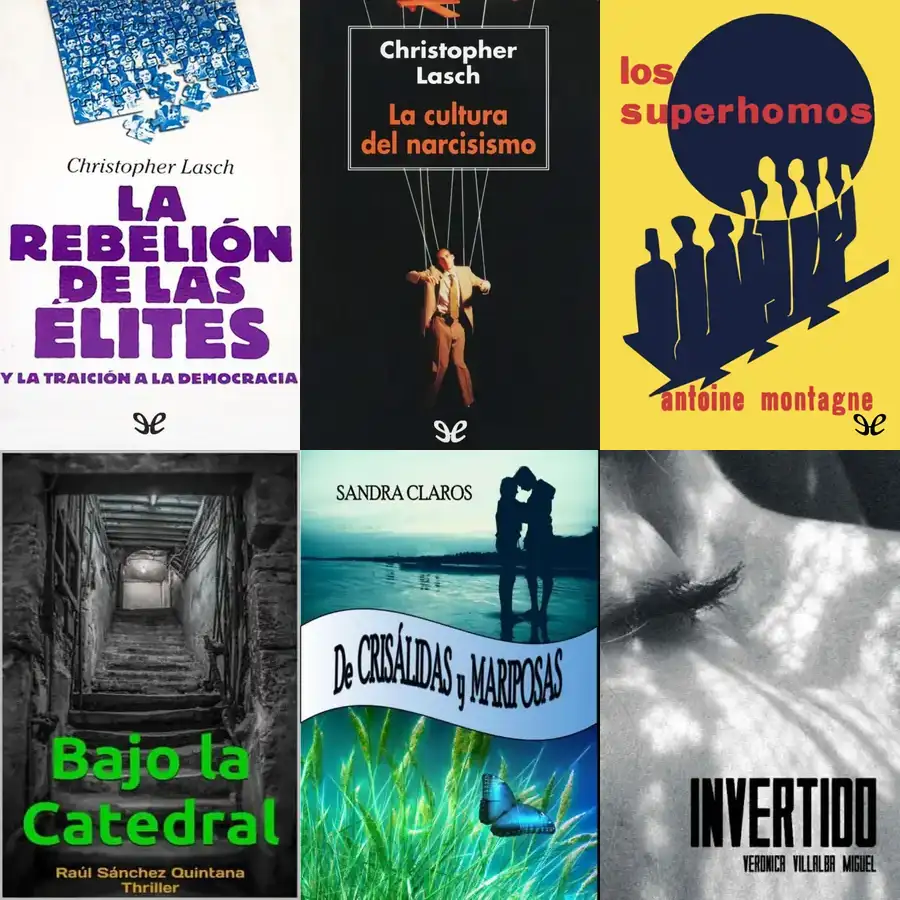 Christopher Lasch
LA
REBELIÓN
DE LAS
ÉLITES
Y LA TRAICIÓN A LA DEMOCRACIA
Christopher
Lasch
La cultura
del narcisismo
los
superhomos
antoine montagne
Bajo la
Catedral
Raúl Sánchez Quintana
Thriller
SANDRA CLAROS
De CRISÁLIDAS y MARIPOSAS
INVERTIDO
VERONICA VILLALBA MIGUEL